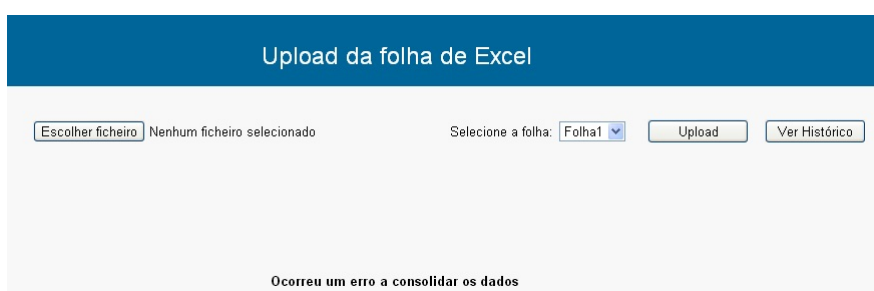 Upload da folha de Excel
Escolher ficheiro Nenhum ficheiro selecionado Selecione a folha: Folha1 Upload Ver Histórico
Ocorreu um erro a consolidar os dados